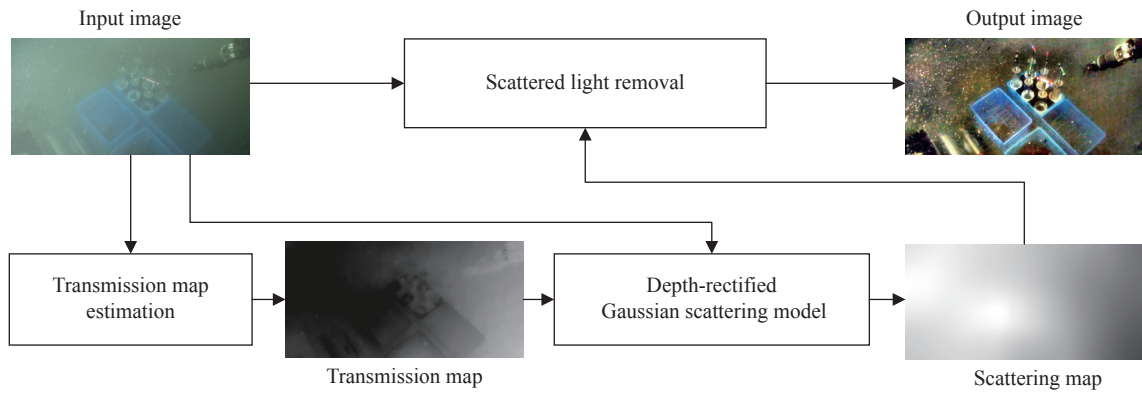 Input image
Output image
Scattered light removal
Transmission map
estimation
Depth-rectified
Gaussian scattering model
Transmission map
Scattering map